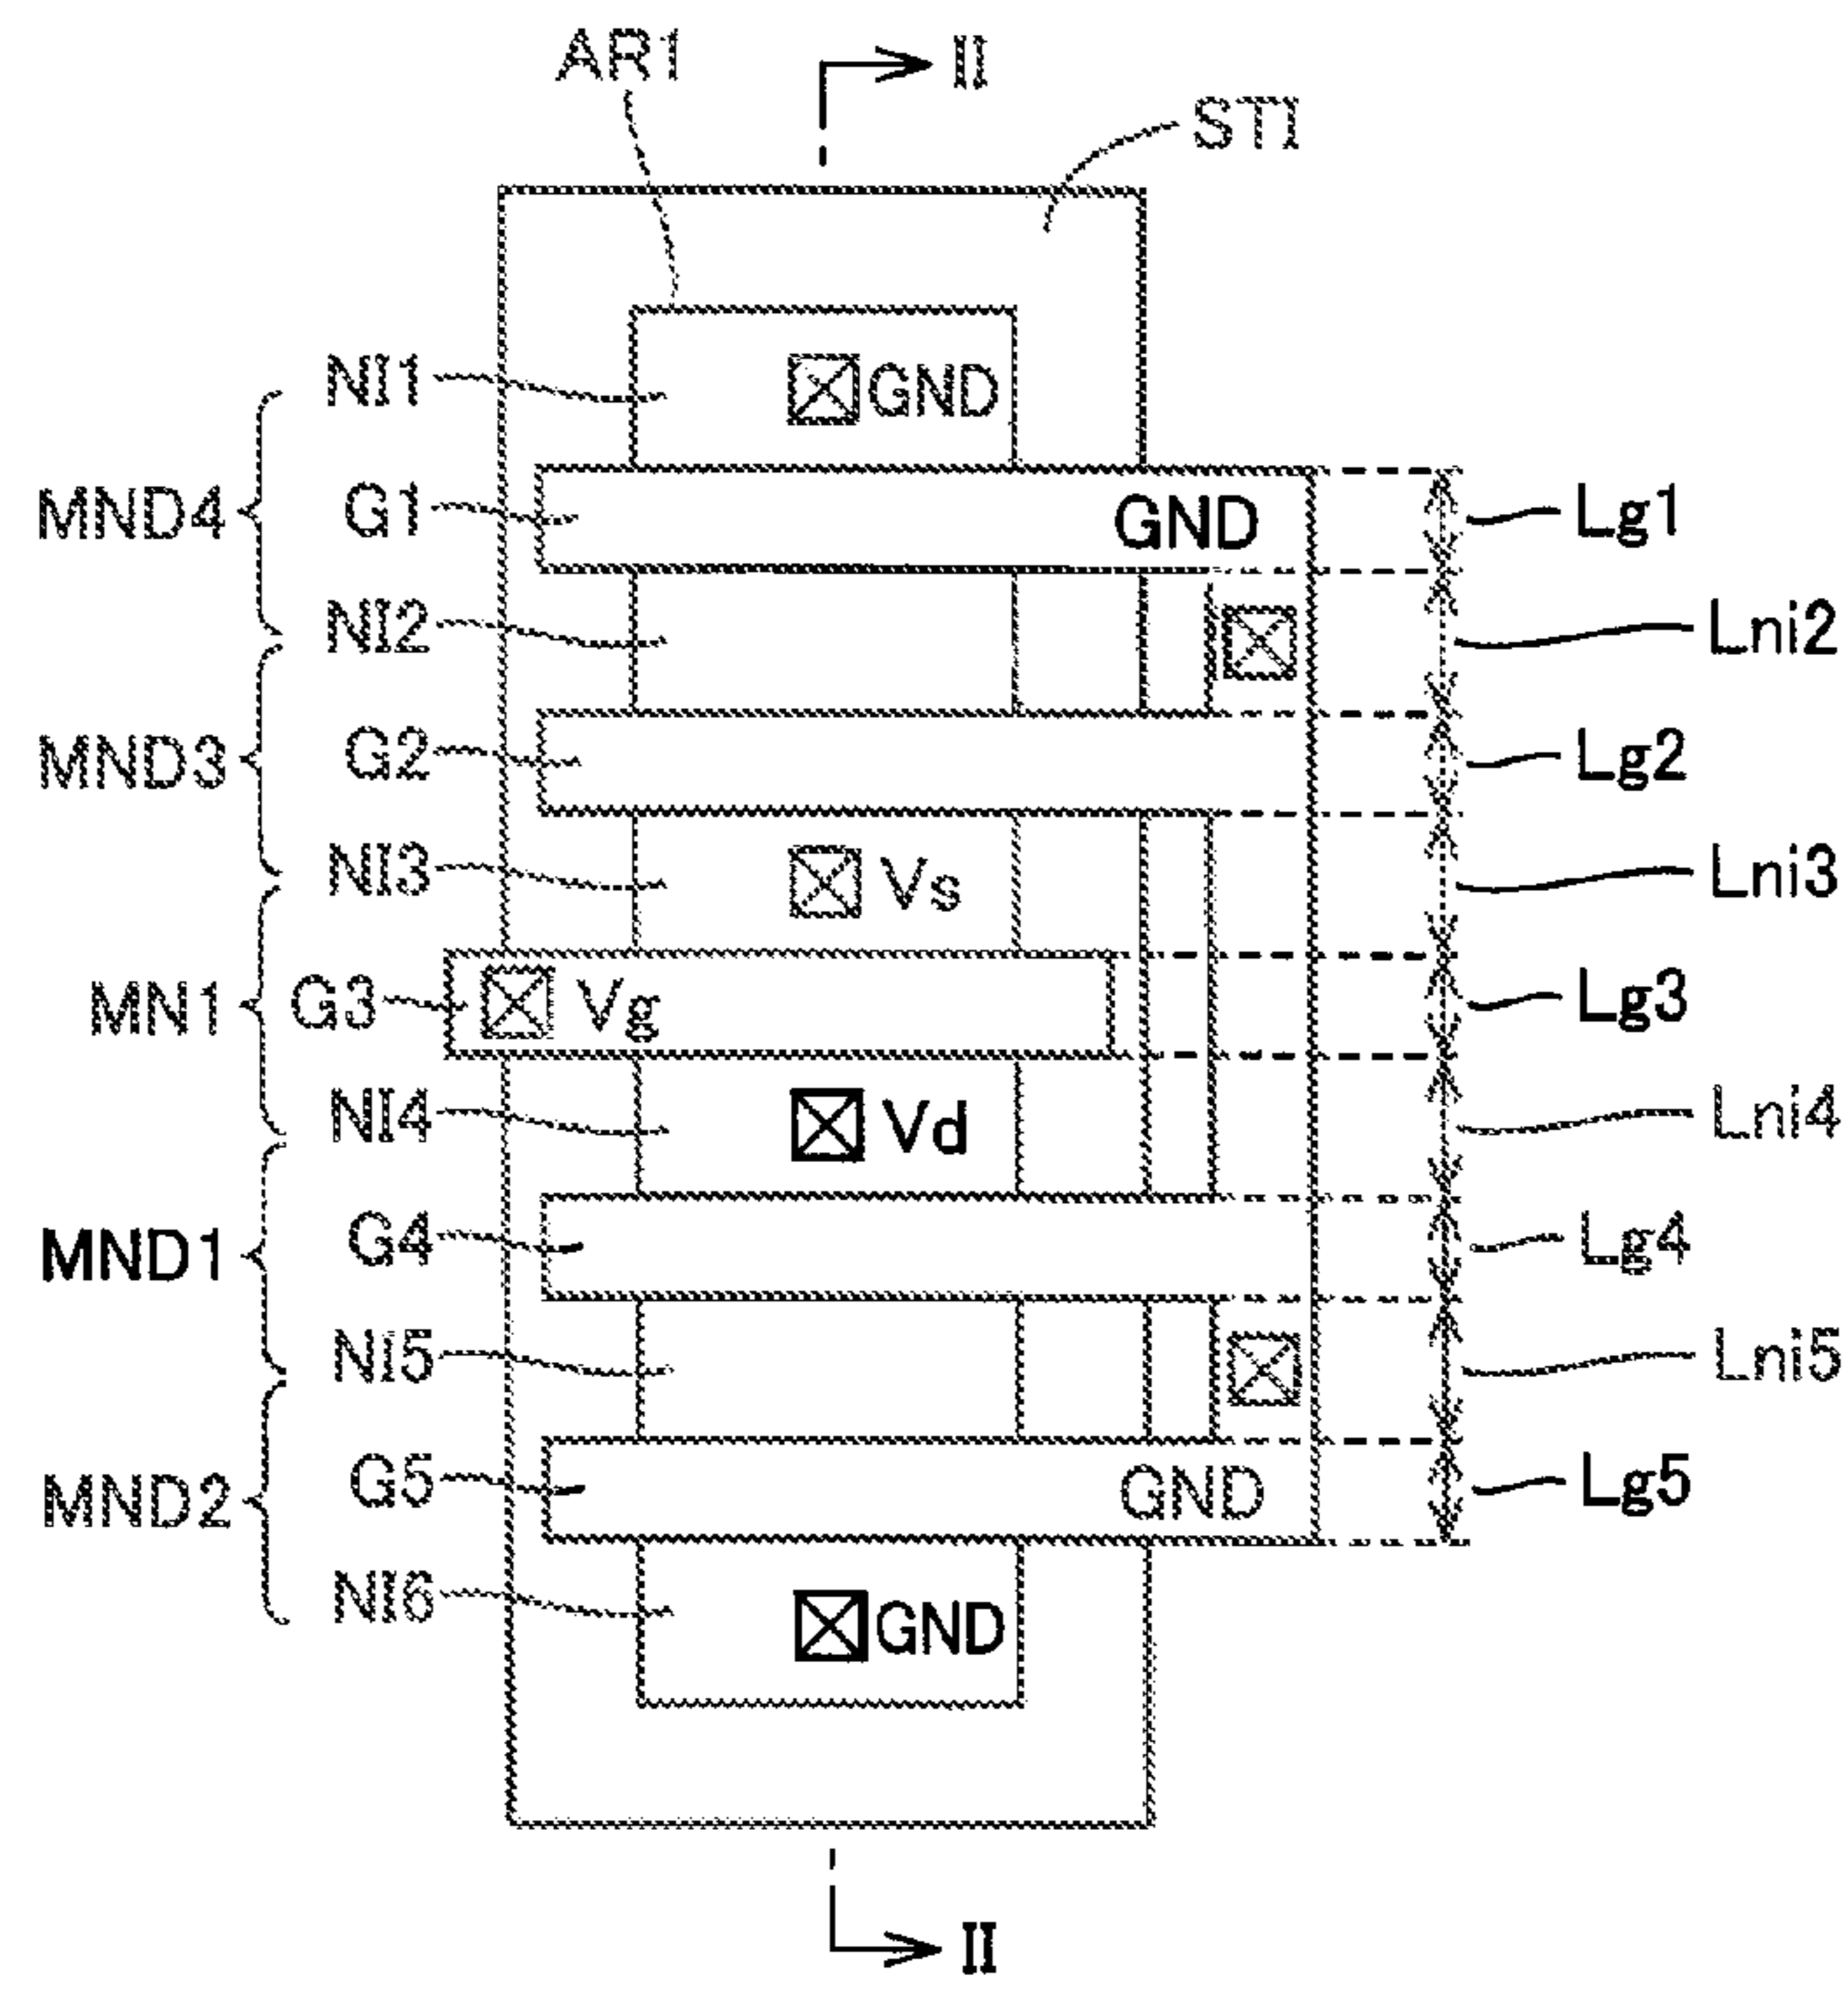 AR1
II
STI
NI1
GND
MND4
G1
GND
Lg1
NI2
Lni2
MND3
G2
Lg2
NI3
Vs
Lni3
MN1
G3
Vg
Lg3
NI4
Vd
Lni4
MND1
G4
Lg4
Ni5
Lni5
MND2
G5
GND
Lg5
NI6
GND
II